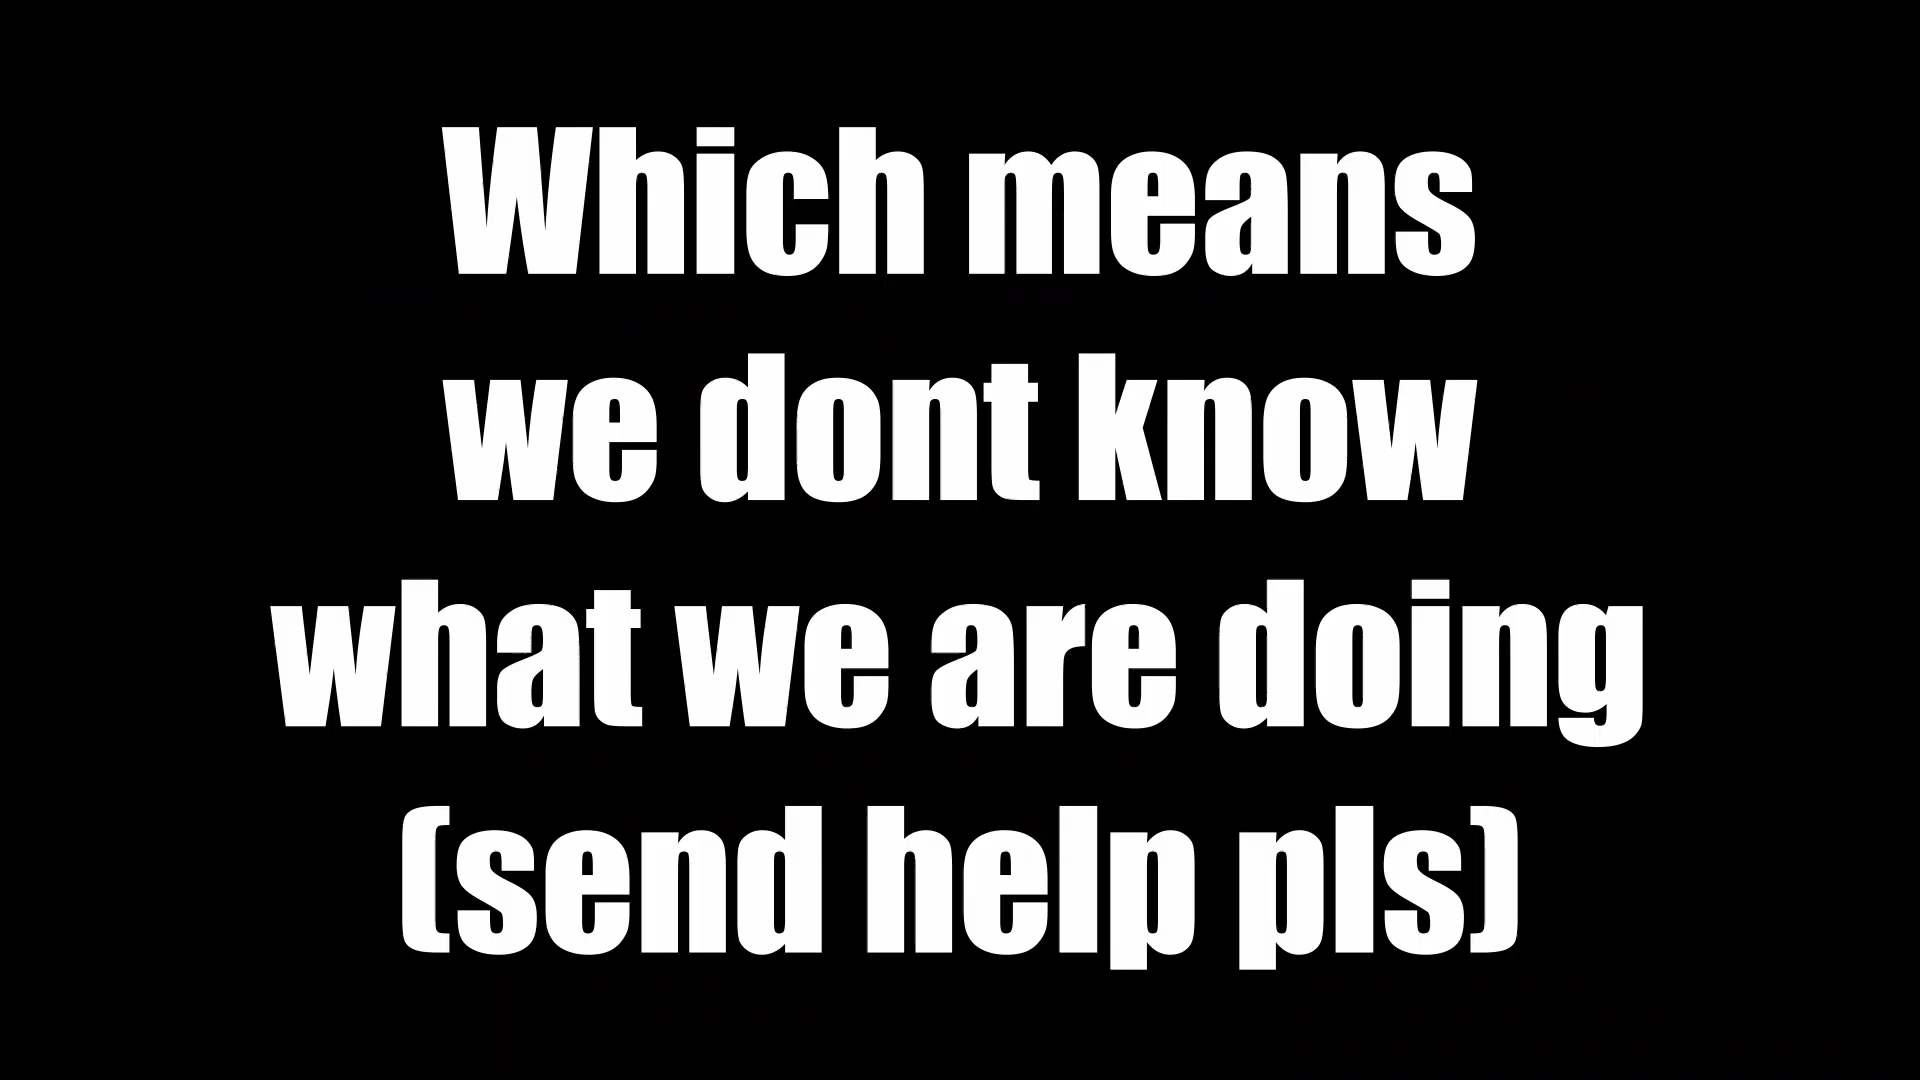 Which means
we dont know
what we are doing
(send help pls)